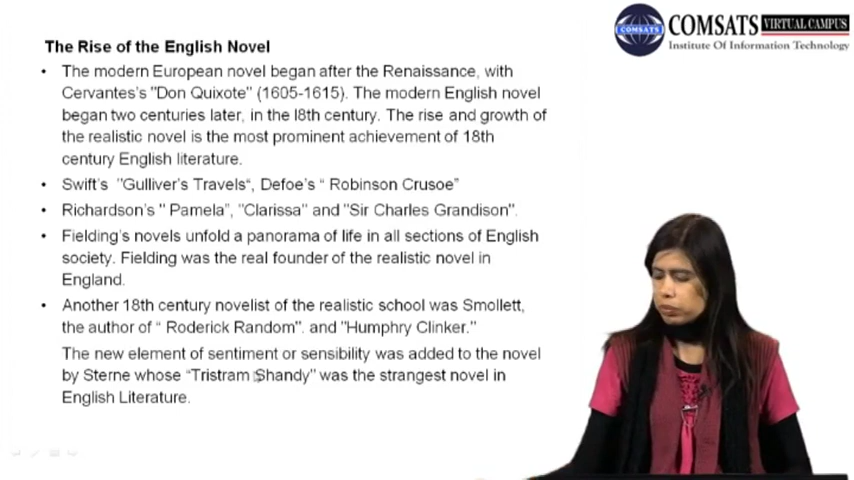 COMSATS VIRTUAL CAMPUS
Institute Of Information Technology
The Rise of the English Novel
• The modern European novel began after the Renaissance, with
Cervantes's "Don Quixote" (1605-1615). The modern English novel
began two centuries later, in the l8th century. The rise and growth of
the realistic novel is the most prominent achievement of 18th
century English literature.
• Swift's "Gulliver's Travels“, Defoe's “ Robinson Crusoe”
• Richardson's " Pamela”, "Clarissa" and "Sir Charles Grandison".
• Fielding's novels unfold a panorama of life in all sections of English
society. Fielding was the real founder of the realistic novel in
England.
• Another 18th century novelist of the realistic school was Smollett,
the author of “ Roderick Random”. and "Humphry Clinker."
The new element of sentiment or sensibility was added to the novel
by Sterne whose “Tristram Shandy” was the strangest novel in
English Literature.